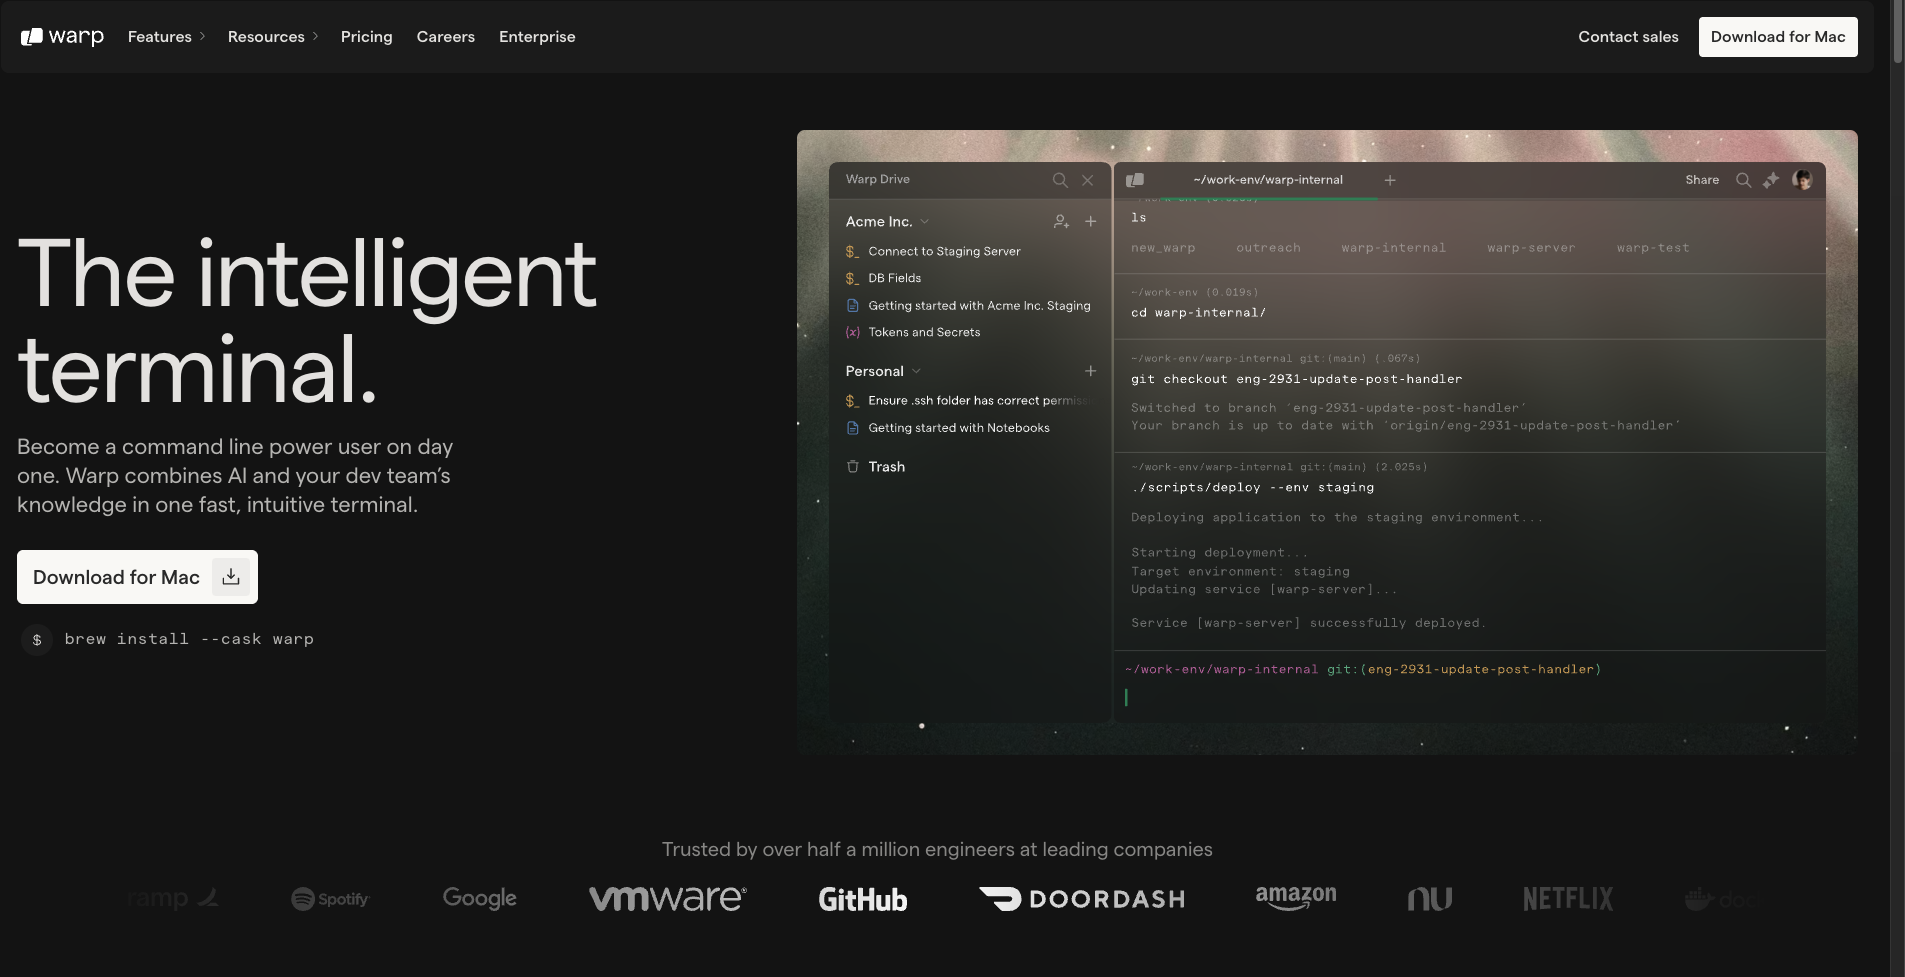 warp
Features
Resources
Pricing
Careers
Enterprise
Contact sales
Download for Mac
The intelligent
terminal.
Become a command line power user on day
one. Warp combines AI and your dev team’s
knowledge in one fast, intuitive terminal.
Download for Mac
$ brew install --cask warp
Warp Drive
Acme Inc.
$_ Connect to Staging Server
$_ DB Fields
Getting started with Acme Inc. Staging
(x) Tokens and Secrets
Personal
$_ Ensure .ssh folder has correct permiss
Getting started with Notebooks
Trash
~/work-env/warp-internal
Share
ls
new_warp outreach warp-internal warp-server warp-test
~/work-env (0.019s)
cd warp-internal/
~/work-env/warp-internal git:(main) (.067s)
git checkout eng-2931-update-post-handler
Switched to branch ‘eng-2931-update-post-handler’
Your branch is up to date with ‘origin/eng-2931-update-post-handler’
~/work-env/warp-internal git:(main) (2.025s)
./scripts/deploy --env staging
Deploying application to the staging environment...
Starting deployment...
Target environment: staging
Updating service [warp-server]...
Service [warp-server] successfully deployed.
~/work-env/warp-internal git:(eng-2931-update-post-handler)
Trusted by over half a million engineers at leading companies
ramp
Spotify
Google
vmware®
GitHub
DOORDASH
amazon
nu
NETFLIX